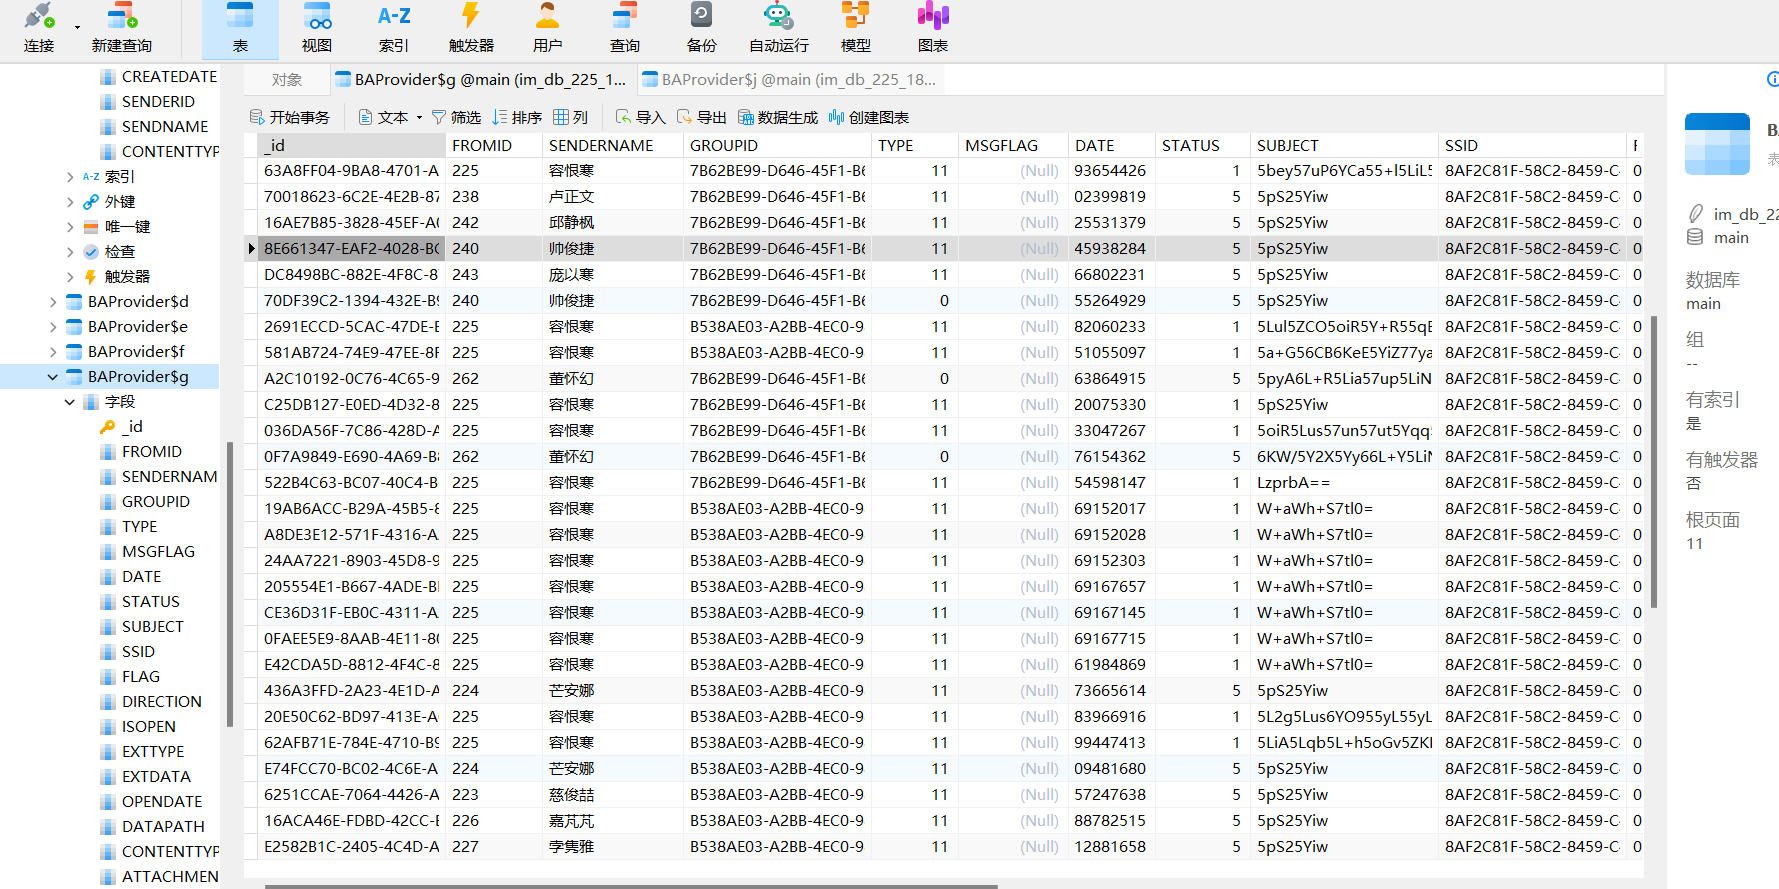 连接 新建查询 表 视图 A-Z 索引 触发器 用户 查询 备份 自动运行 模型 图表
CREATEDATE
SENDERID
SENDNAME
CONTENTTYP
A-Z 索引
外键
唯一键
检查
触发器
BAProvider$d
BAProvider$e
BAProvider$f
BAProvider$g
字段
_id
FROMID
SENDERNAM
GROUPID
TYPE
MSGFLAG
DATE
STATUS
SUBJECT
SSID
FLAG
DIRECTION
ISOPEN
EXTTYPE
EXTDATA
OPENDATE
DATAPATH
CONTENTTYP
ATTACHMEN
对象 BAProvider$g @main (im_db_225_1... BAProvider$j @main (im_db_225_18...
开始事务 文本 筛选 排序 列 导入 导出 数据生成 创建图表
_id FROMID SENDERNAME GROUPID TYPE MSGFLAG DATE STATUS SUBJECT SSID
63A8FF04-9BA8-4701-A 225 容恨寒 7B62BE99-D646-45F1-B6 11 (Null) 93654426 1 5bey57uP6YCa55+l5LiL5 8AF2C81F-58C2-8459-C 0
70018623-6C2E-4E2B-87 238 卢正文 7B62BE99-D646-45F1-B6 11 (Null) 02399819 5 5pS25Yiw 8AF2C81F-58C2-8459-C 0
16AE7B85-3828-45EF-A0 242 邱静枫 7B62BE99-D646-45F1-B6 11 (Null) 25531379 5 5pS25Yiw 8AF2C81F-58C2-8459-C 0
8E661347-EAF2-4028-BC 240 帅俊捷 7B62BE99-D646-45F1-B6 11 (Null) 45938284 5 5pS25Yiw 8AF2C81F-58C2-8459-C 0
DC8498BC-882E-4F8C-8 243 庞以寒 7B62BE99-D646-45F1-B6 11 (Null) 66802231 5 5pS25Yiw 8AF2C81F-58C2-8459-C 0
70DF39C2-1394-432E-B9 240 帅俊捷 7B62BE99-D646-45F1-B6 0 (Null) 55264929 5 5pS25Yiw 8AF2C81F-58C2-8459-C 0
2691ECCD-5CAC-47DE-E 225 容恨寒 B538AE03-A2BB-4EC0-9 11 (Null) 82060233 1 5Lul5ZCO5oiR5Y+R55qE 8AF2C81F-58C2-8459-C 0
581AB724-74E9-47EE-8F 225 容恨寒 B538AE03-A2BB-4EC0-9 11 (Null) 51055097 1 5a+G56CB6KeE5YiZ77ya 8AF2C81F-58C2-8459-C 0
A2C10192-0C76-4C65-9 262 董怀幻 7B62BE99-D646-45F1-B6 0 (Null) 63864915 5 5pyA6L+R5Lia57up5LiN 8AF2C81F-58C2-8459-C 0
C25DB127-E0ED-4D32-8 225 容恨寒 7B62BE99-D646-45F1-B6 11 (Null) 20075330 1 5pS25Yiw 8AF2C81F-58C2-8459-C 0
036DA56F-7C86-428D-A 225 容恨寒 7B62BE99-D646-45F1-B6 11 (Null) 33047267 1 5oiR5Lus57un57ut5Yqq 8AF2C81F-58C2-8459-C 0
0F7A9849-E690-4A69-B8 262 董怀幻 7B62BE99-D646-45F1-B6 0 (Null) 76154362 5 6KW/5Y2X5Yy66L+Y5LiN 8AF2C81F-58C2-8459-C 0
522B4C63-BC07-40C4-B 225 容恨寒 7B62BE99-D646-45F1-B6 11 (Null) 54598147 1 LzprbA== 8AF2C81F-58C2-8459-C 0
19AB6ACC-B29A-45B5-8 225 容恨寒 B538AE03-A2BB-4EC0-9 11 (Null) 69152017 1 W+aWh+S7tl0= 8AF2C81F-58C2-8459-C 0
A8DE3E12-571F-4316-A 225 容恨寒 B538AE03-A2BB-4EC0-9 11 (Null) 69152028 1 W+aWh+S7tl0= 8AF2C81F-58C2-8459-C 0
24AA7221-8903-45D8-9 225 容恨寒 B538AE03-A2BB-4EC0-9 11 (Null) 69152303 1 W+aWh+S7tl0= 8AF2C81F-58C2-8459-C 0
205554E1-B667-4ADE-BI 225 容恨寒 B538AE03-A2BB-4EC0-9 11 (Null) 69167657 1 W+aWh+S7tl0= 8AF2C81F-58C2-8459-C 0
CE36D31F-EB0C-4311-A 225 容恨寒 B538AE03-A2BB-4EC0-9 11 (Null) 69167145 1 W+aWh+S7tl0= 8AF2C81F-58C2-8459-C 0
0FAEE5E9-8AAB-4E11-80 225 容恨寒 B538AE03-A2BB-4EC0-9 11 (Null) 69167715 1 W+aWh+S7tl0= 8AF2C81F-58C2-8459-C 0
E42CDA5D-8812-4F4C-8 225 容恨寒 B538AE03-A2BB-4EC0-9 11 (Null) 61984869 1 W+aWh+S7tl0= 8AF2C81F-58C2-8459-C 0
436A3FFD-2A23-4E1D-A 224 芒安娜 B538AE03-A2BB-4EC0-9 11 (Null) 73665614 5 5pS25Yiw 8AF2C81F-58C2-8459-C 0
20E50C62-BD97-413E-A 225 容恨寒 B538AE03-A2BB-4EC0-9 11 (Null) 83966916 1 5L2g5Lus6YO955yL55yL 8AF2C81F-58C2-8459-C 0
62AFB71E-784E-4710-B9 225 容恨寒 B538AE03-A2BB-4EC0-9 11 (Null) 99447413 1 5LiA5Lqb5L+h5oGv5ZKI 8AF2C81F-58C2-8459-C 0
E74FCC70-BC02-4C6E-A 224 芒安娜 B538AE03-A2BB-4EC0-9 11 (Null) 09481680 5 5pS25Yiw 8AF2C81F-58C2-8459-C 0
6251CCAE-7064-4426-A 223 慈俊喆 B538AE03-A2BB-4EC0-9 11 (Null) 57247638 5 5pS25Yiw 8AF2C81F-58C2-8459-C 0
16ACA46E-FDBD-42CC-E 226 嘉芃芃 B538AE03-A2BB-4EC0-9 11 (Null) 88782515 5 5pS25Yiw 8AF2C81F-58C2-8459-C 0
E2582B1C-2405-4C4D-A 227 孛隽雅 B538AE03-A2BB-4EC0-9 11 (Null) 12881658 5 5pS25Yiw 8AF2C81F-58C2-8459-C 0
im_db_22
main
数据库
main
组
--
有索引
是
有触发器
否
根页面
11